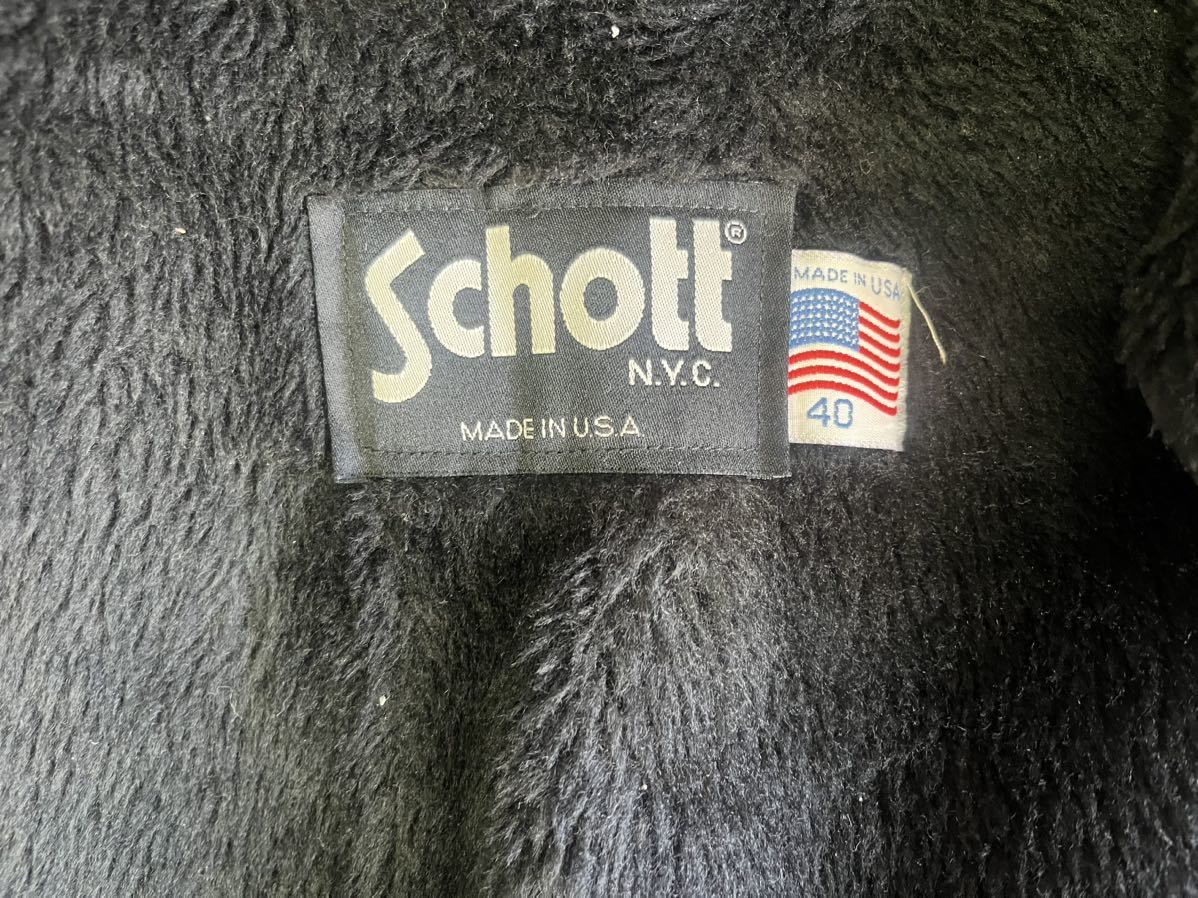 Schott®
N.Y.C.
MADE IN U.S.A
MADE IN USA
40